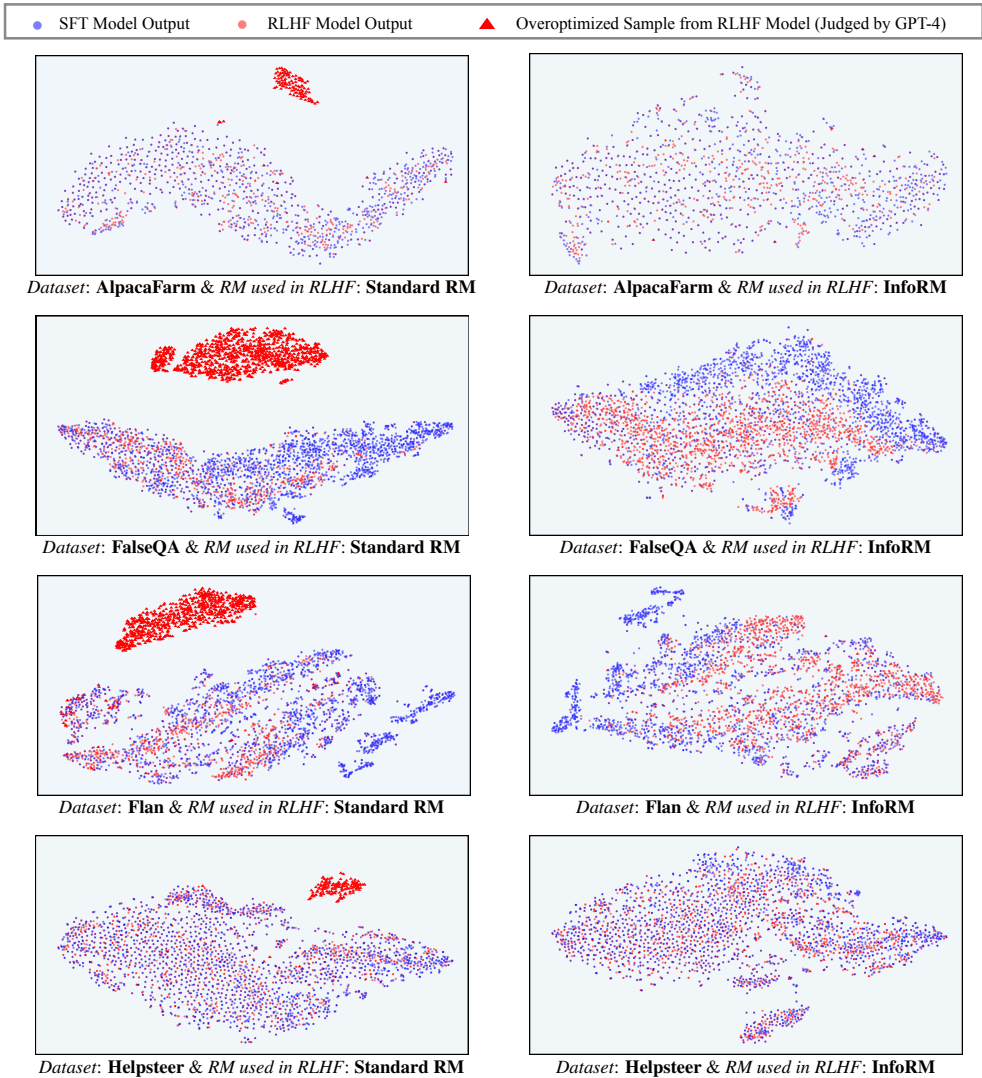 SFT Model Output RLHF Model Output Overoptimized Sample from RLHF Model (Judged by GPT-4)
Dataset: AlpacaFarm & RM used in RLHF: Standard RM
Dataset: AlpacaFarm & RM used in RLHF: InfoRM
Dataset: FalseQA & RM used in RLHF: Standard RM
Dataset: FalseQA & RM used in RLHF: InfoRM
Dataset: Flan & RM used in RLHF: Standard RM
Dataset: Flan & RM used in RLHF: InfoRM
Dataset: Helpsteer & RM used in RLHF: Standard RM
Dataset: Helpsteer & RM used in RLHF: InfoRM